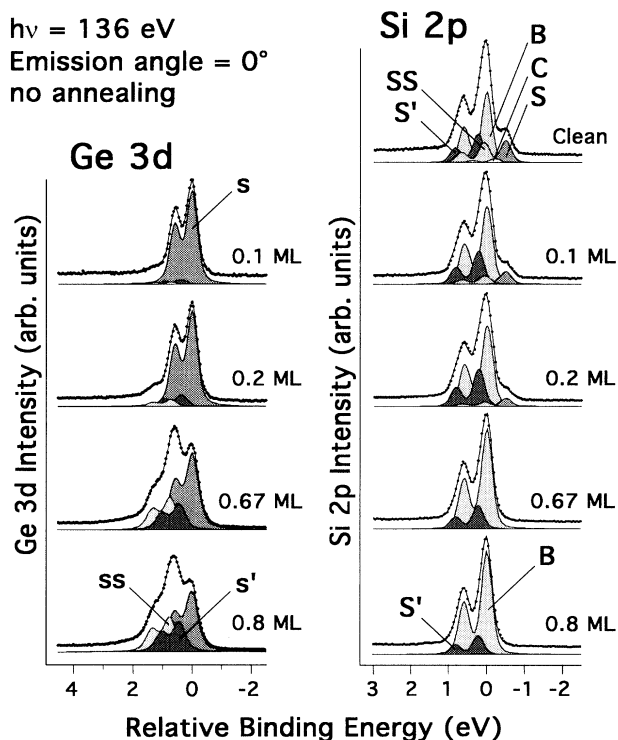 hν = 136 eV
Emission angle = 0°
no annealing
Si 2p
B
C
SS
S
S'
Clean
Ge 3d
s
Ge 3d Intensity (arb. units)
Si 2p Intensity (arb. units)
0.1 ML
0.1 ML
0.2 ML
0.2 ML
0.67 ML
0.67 ML
ss
s'
0.8 ML
B
S'
0.8 ML
4 2 0 -2
3 2 1 0 -1 -2
Relative Binding Energy (eV)